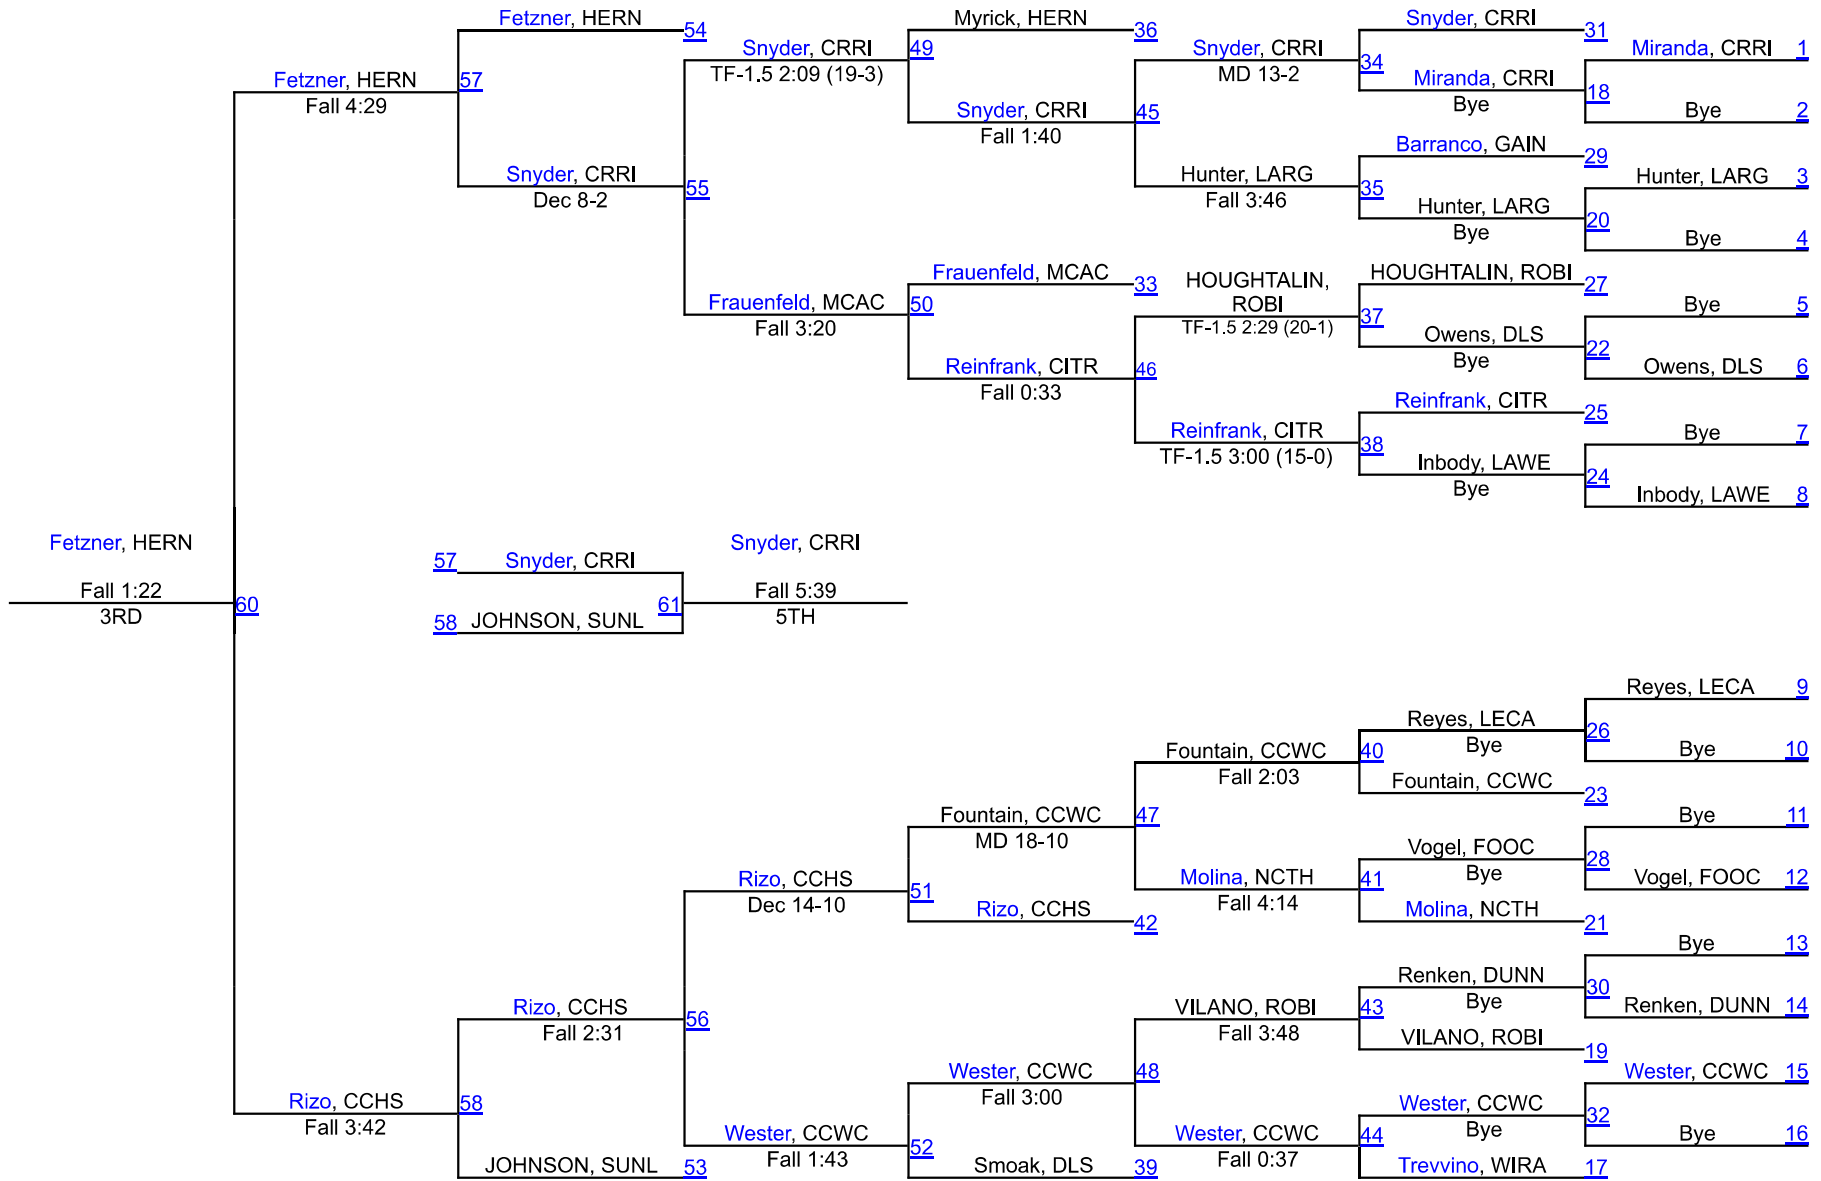 Fetzner, HERN
54
Fetzner, HERN
Fall 4:29
57
Snyder, CRRI
Dec 8-2
55
Snyder, CRRI
TF-1.5 2:09 (19-3)
49
Myrick, HERN
36
Snyder, CRRI
Fall 1:40
45
Snyder, CRRI
MD 13-2
34
Snyder, CRRI
31
Miranda, CRRI
Bye
18
Miranda, CRRI 1
Bye 2
Hunter, LARG
Fall 3:46
35
Barranco, GAIN
29
Hunter, LARG
Bye
20
Hunter, LARG 3
Bye 4
Frauenfeld, MCAC
Fall 3:20
50
Frauenfeld, MCAC
33
Reinfrank, CITR
Fall 0:33
46
HOUGHTALIN,
ROBI
TF-1.5 2:29 (20-1)
37
HOUGHTALIN, ROBI
27
Owens, DLS
Bye
22
Bye 5
Owens, DLS 6
Reinfrank, CITR
TF-1.5 3:00 (15-0)
38
Reinfrank, CITR
25
Inbody, LAWE
Bye
24
Bye 7
Inbody, LAWE 8
Fetzner, HERN
Fall 1:22
3RD
60
57 Snyder, CRRI
58 JOHNSON, SUNL
61
Snyder, CRRI
Fall 5:39
5TH
Rizo, CCHS
Fall 3:42
58
Rizo, CCHS
Fall 2:31
56
JOHNSON, SUNL
53
Rizo, CCHS
Dec 14-10
51
Fountain, CCWC
MD 18-10
47
Rizo, CCHS
42
Fountain, CCWC
Fall 2:03
40
Reyes, LECA
Bye
26
Reyes, LECA 9
Bye 10
Fountain, CCWC
23
Molina, NCTH
Fall 4:14
41
Vogel, FOOC
Bye
28
Bye 11
Vogel, FOOC 12
Molina, NCTH
21
Wester, CCWC
Fall 1:43
52
Wester, CCWC
Fall 3:00
48
Smoak, DLS
39
VILANO, ROBI
Fall 3:48
43
Renken, DUNN
Bye
30
Bye 13
Renken, DUNN 14
VILANO, ROBI
19
Wester, CCWC
Fall 0:37
44
Wester, CCWC
Bye
32
Wester, CCWC 15
Bye 16
Trevvino, WIRA
17